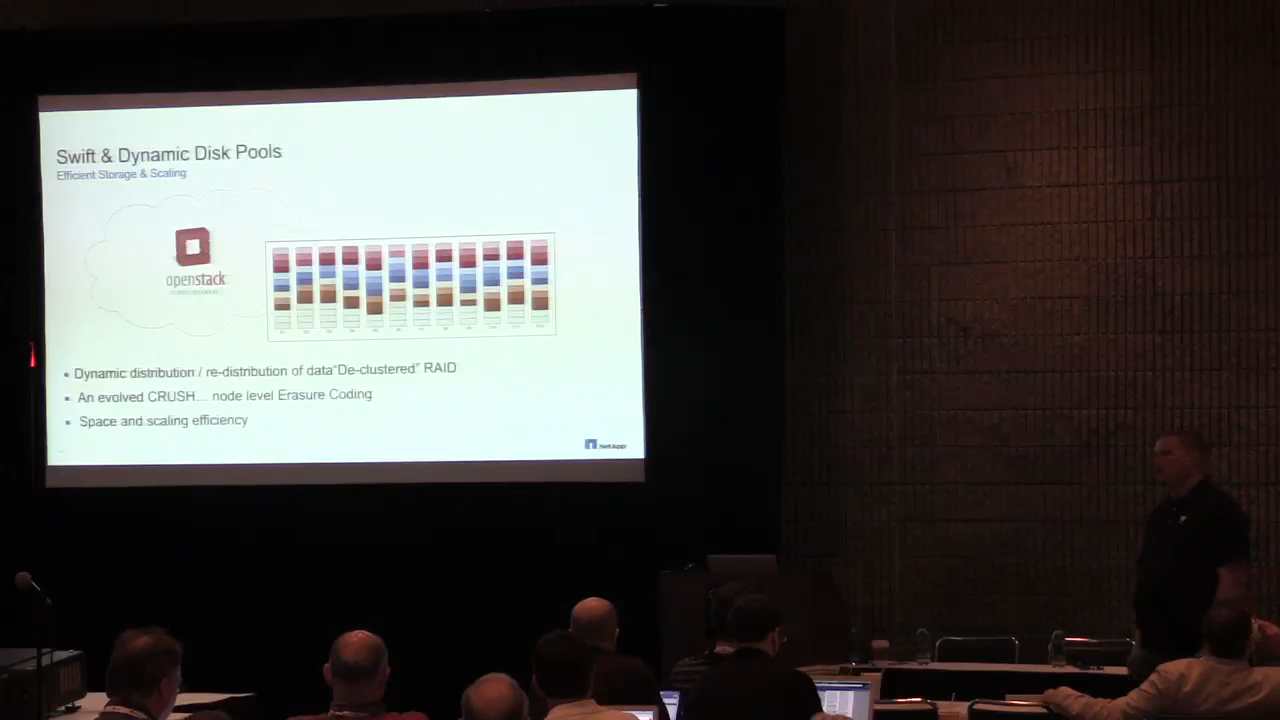 Swift & Dynamic Disk Pools
Efficient Storage & Scaling
openstack
Dynamic distribution / re-distribution of data"De-clustered" RAID
An evolved CRUSH... node level Erasure Coding
Space and scaling efficiency
NetApp